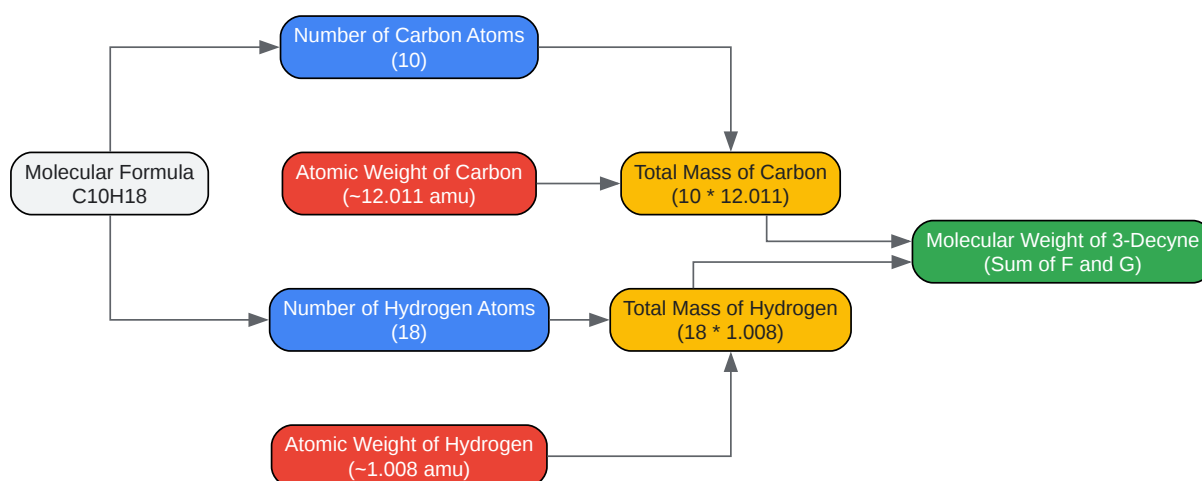 Number of Carbon Atoms
(10)
Molecular Formula
C10H18
Atomic Weight of Carbon
(~12.011 amu)
Total Mass of Carbon
(10 * 12.011)
Molecular Weight of 3-Decyne
(Sum of F and G)
Number of Hydrogen Atoms
(18)
Total Mass of Hydrogen
(18 * 1.008)
Atomic Weight of Hydrogen
(~1.008 amu)